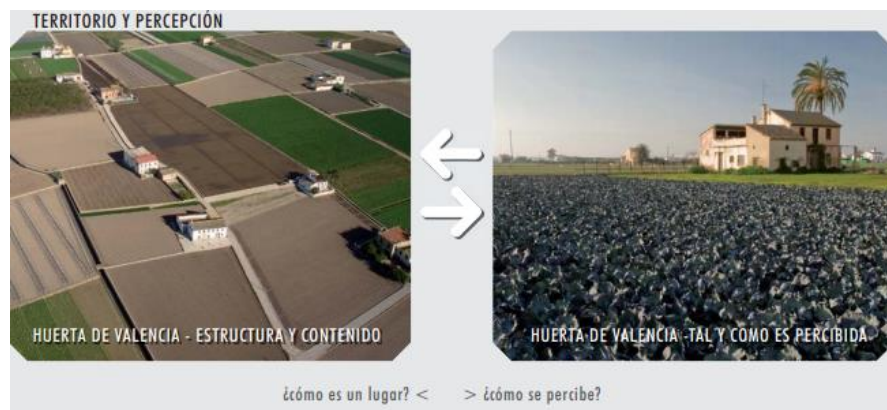 TERRITORIO Y PERCEPCIÓN
HUERTA DE VALENCIA - ESTRUCTURA Y CONTENIDO
HUERTA DE VALENCIA -TAL Y COMO ES PERCIBIDA
¿cómo es un lugar? < > ¿cómo se percibe?